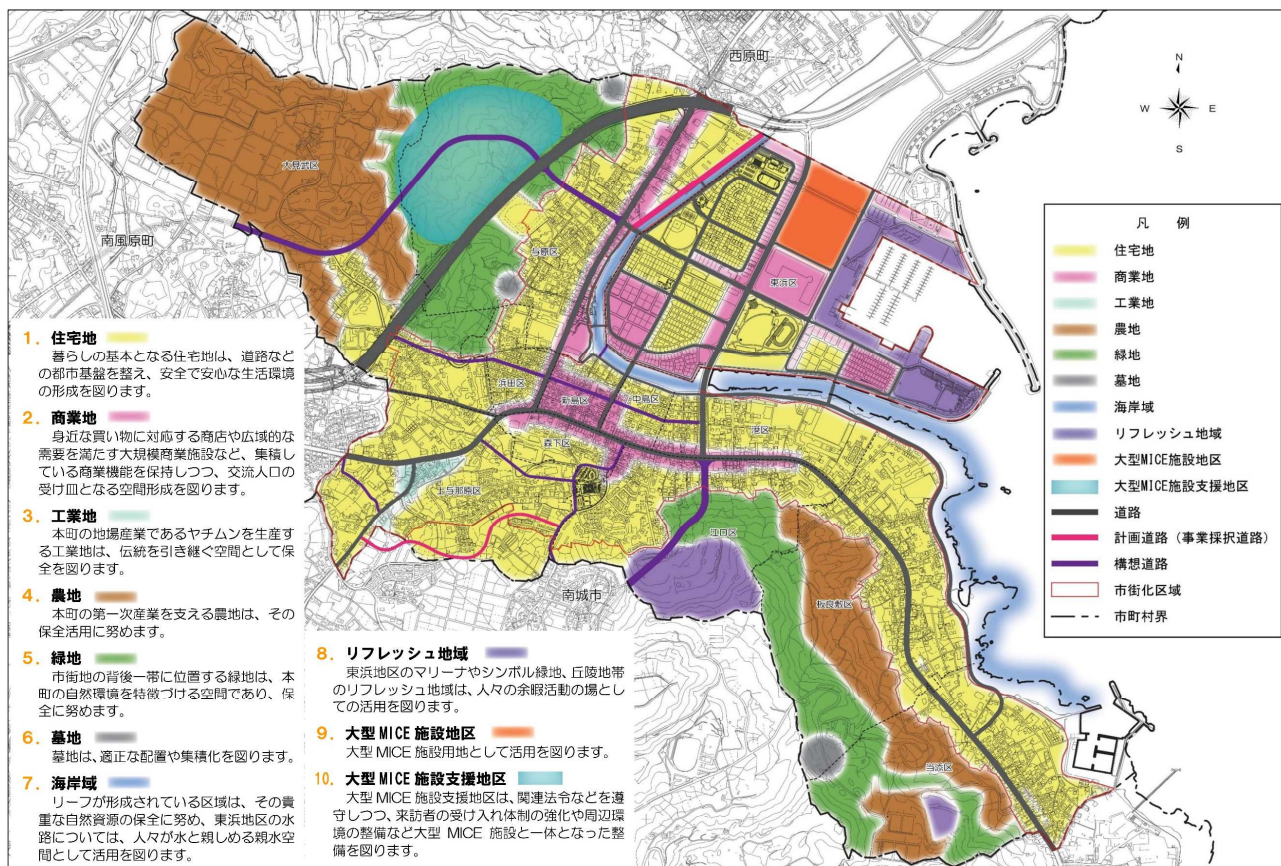 西原町
N
W E
S
大見武区
南風原町
与原区
東浜区
浜田区
新島区
中島区
港区
森下区
上与那原区
江口区
南城市
板良敷区
当添区
1. 住宅地
暮らしの基本となる住宅地は、道路など
の都市基盤を整え、安全で安心な生活環境
の形成を図ります。
2. 商業地
身近な買い物に対応する商店や広域的な
需要を満たす大規模商業施設など、集積し
ている商業機能を保持しつつ、交流人口の
受け皿となる空間形成を図ります。
3. 工業地
本町の地場産業であるヤチムンを生産す
る工業地は、伝統を引き継ぐ空間として保
全を図ります。
4. 農地
本町の第一次産業を支える農地は、その
保全活用に努めます。
5. 緑地
市街地の背後一帯に位置する緑地は、本
町の自然環境を特徴づける空間であり、保
全に努めます。
6. 墓地
墓地は、適正な配置や集積化を図ります。
7. 海岸域
リーフが形成されている区域は、その貴
重な自然資源の保全に努め、東浜地区の水
路については、人々が水と親しめる親水空
間として活用を図ります。
8. リフレッシュ地域
東浜地区のマリーナやシンボル緑地、丘陵地帯
のリフレッシュ地域は、人々の余暇活動の場とし
ての活用を図ります。
9. 大型 MICE 施設地区
大型 MICE 施設用地として活用を図ります。
10. 大型 MICE 施設支援地区
大型 MICE 施設支援地区は、関連法令などを遵
守しつつ、来訪者の受け入れ体制の強化や周辺環
境の整備など大型 MICE 施設と一体となった整
備を図ります。
凡 例
住宅地
商業地
工業地
農地
緑地
墓地
海岸域
リフレッシュ地域
大型MICE施設地区
大型MICE施設支援地区
道路
計画道路（事業採択道路）
構想道路
市街化区域
市町村界